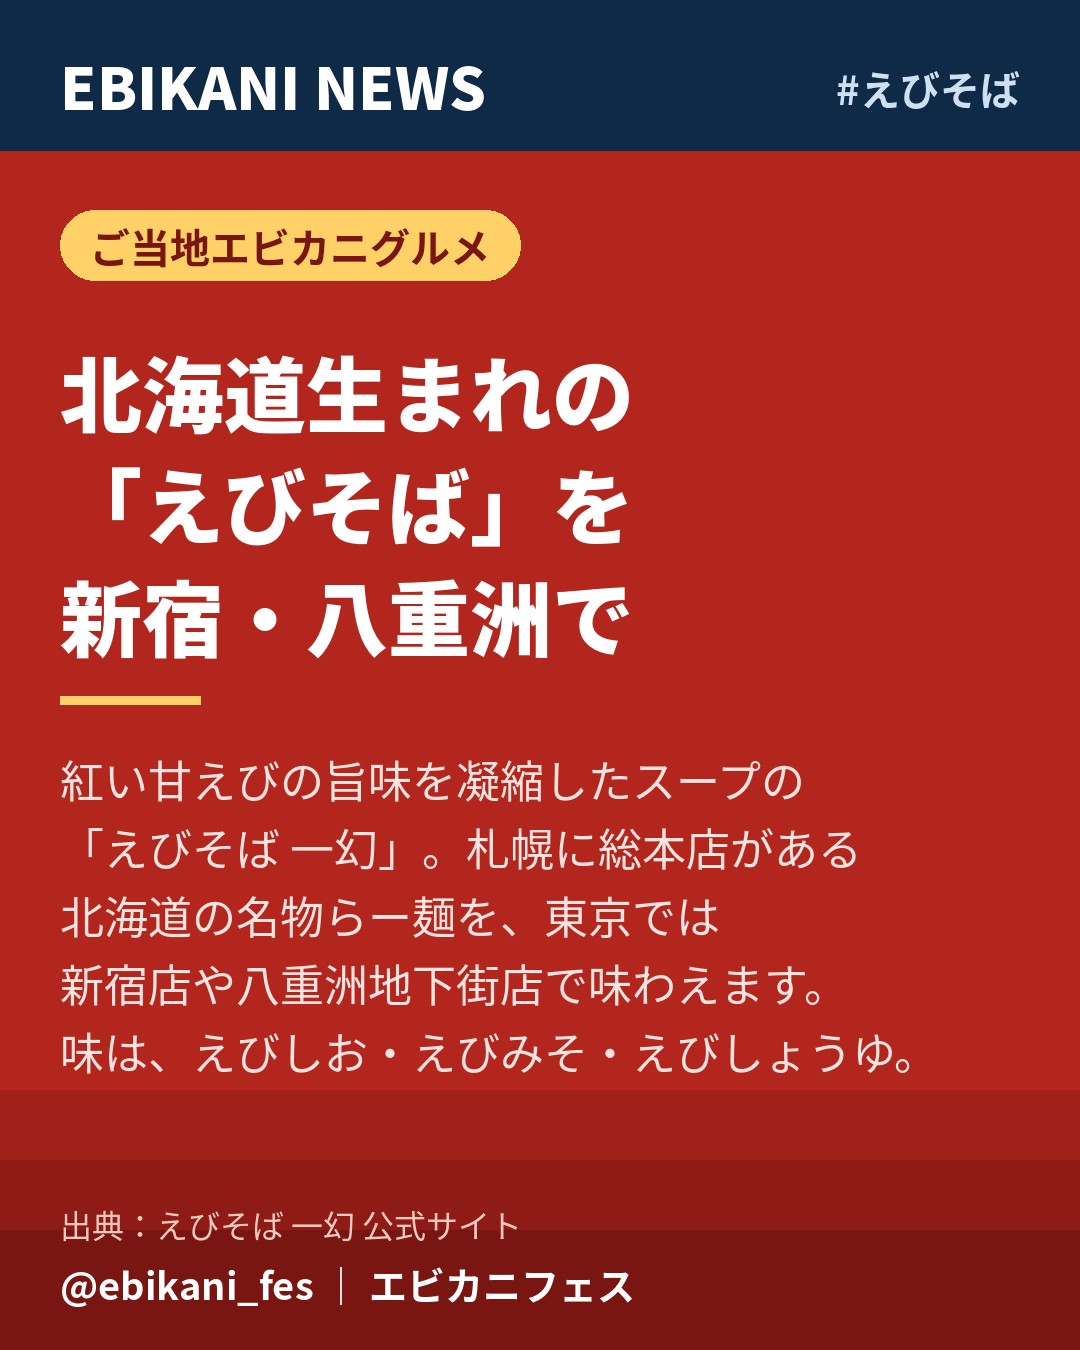 EBIKANI NEWS
#えびそば
ご当地エビカニグルメ
北海道生まれの
「えびそば」を
新宿・八重洲で
紅い甘えびの旨味を凝縮したスープの
「えびそば 一幻」。札幌に総本店がある
北海道の名物らー麺を、東京では
新宿店や八重洲地下街店で味わえます。
味は、えびしお・えびみそ・えびしょうゆ。
出典：えびそば 一幻 公式サイト
@ebikani_fes ｜ エビカニフェス